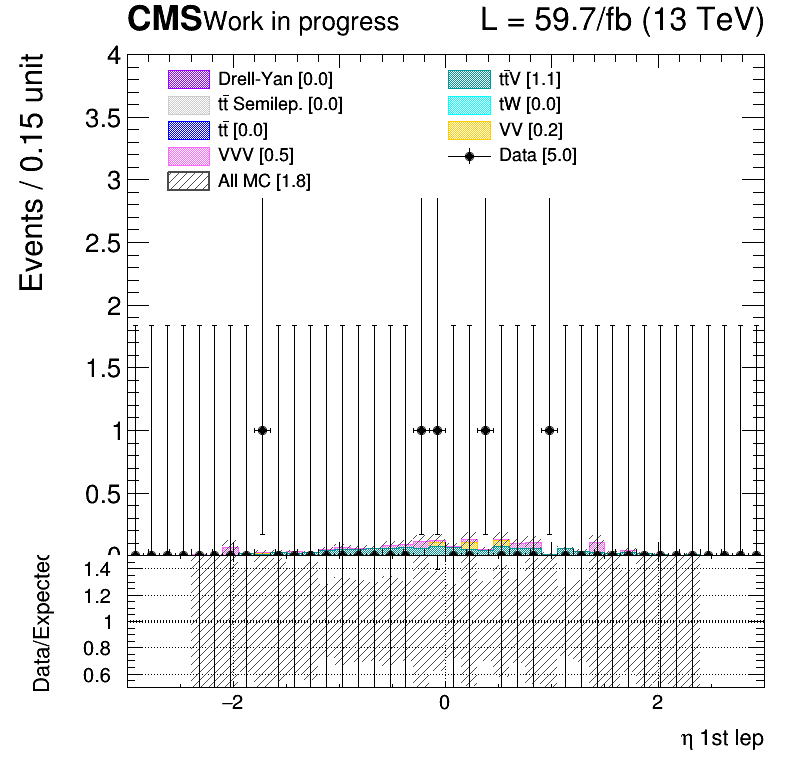 CMS Work in progress L = 59.7/fb (13 TeV)
Events / 0.15 unit
4
3.5
3
2.5
2
1.5
1
0.5
0
Drell-Yan [0.0]
tt̄ Semilep. [0.0]
tt̄ [0.0]
VVV [0.5]
All MC [1.8]
tt̄V [1.1]
tW [0.0]
VV [0.2]
Data [5.0]
Data/Expected
1.4
1.2
1
0.8
0.6
−2 0 2
η 1st lep